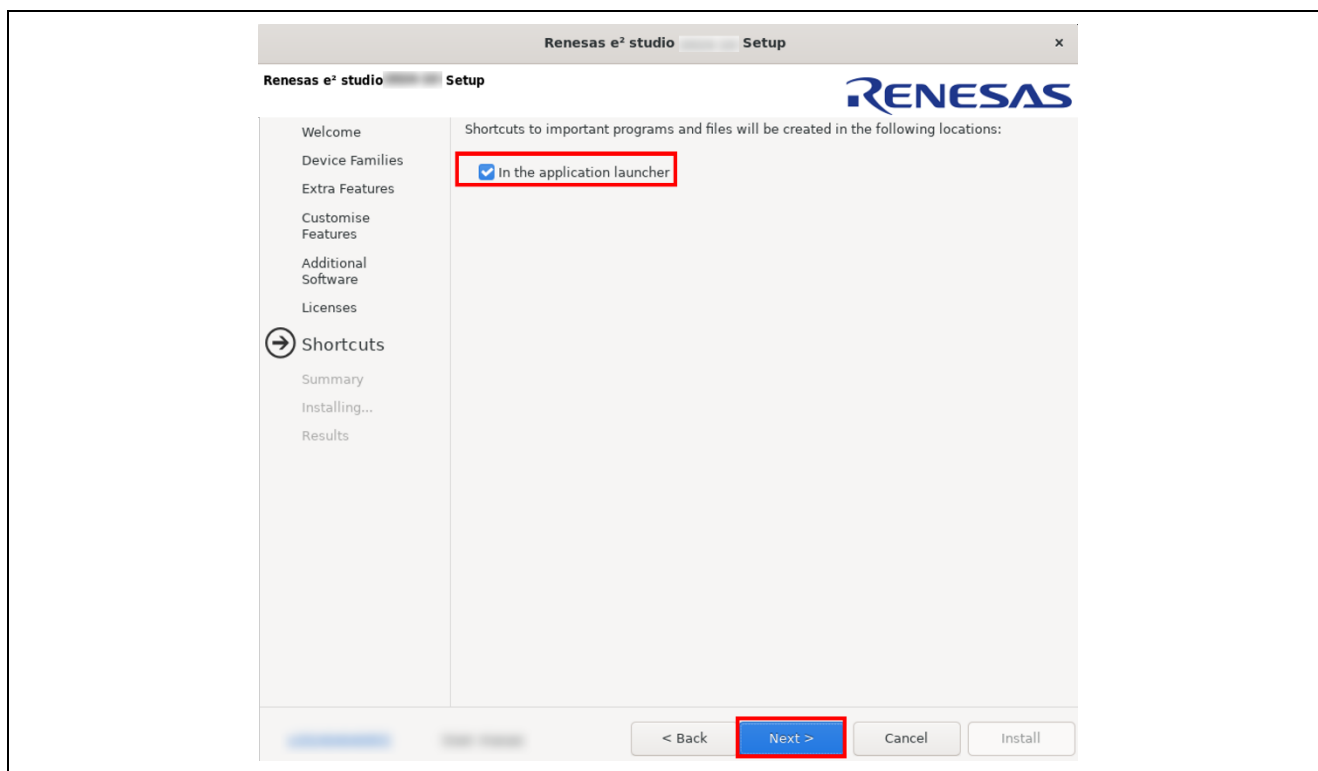 Renesas e² studio Setup
x
Renesas e² studio Setup
RENESAS
Welcome
Device Families
Extra Features
Customise
Features
Additional
Software
Licenses
Shortcuts
Summary
Installing...
Results
Shortcuts to important programs and files will be created in the following locations:
In the application launcher
< Back
Next >
Cancel
Install